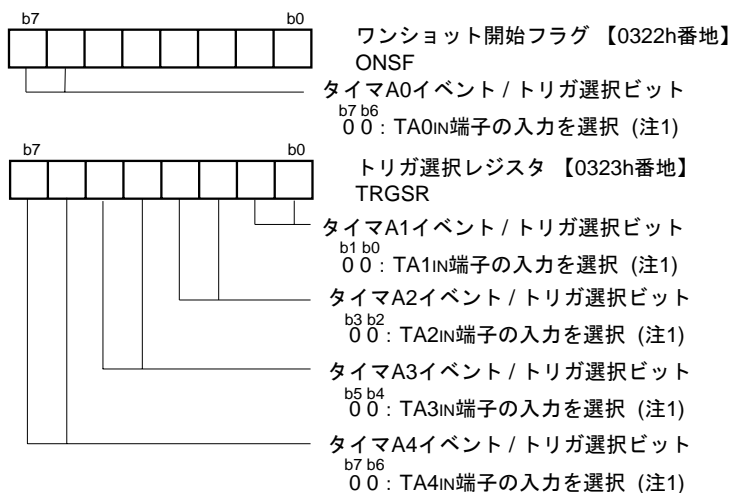 b7 b0
ワンショット開始フラグ 【0322h番地】
ONSF
タイマA0イベント / トリガ選択ビット
b7 b6
0 0 : TA0IN端子の入力を選択 (注1)
b7 b0
トリガ選択レジスタ 【0323h番地】
TRGSR
タイマA1イベント / トリガ選択ビット
b1 b0
0 0 : TA1IN端子の入力を選択 (注1)
タイマA2イベント / トリガ選択ビット
b3 b2
0 0 : TA2IN端子の入力を選択 (注1)
タイマA3イベント / トリガ選択ビット
b5 b4
0 0 : TA3IN端子の入力を選択 (注1)
タイマA4イベント / トリガ選択ビット
b7 b6
0 0 : TA4IN端子の入力を選択 (注1)